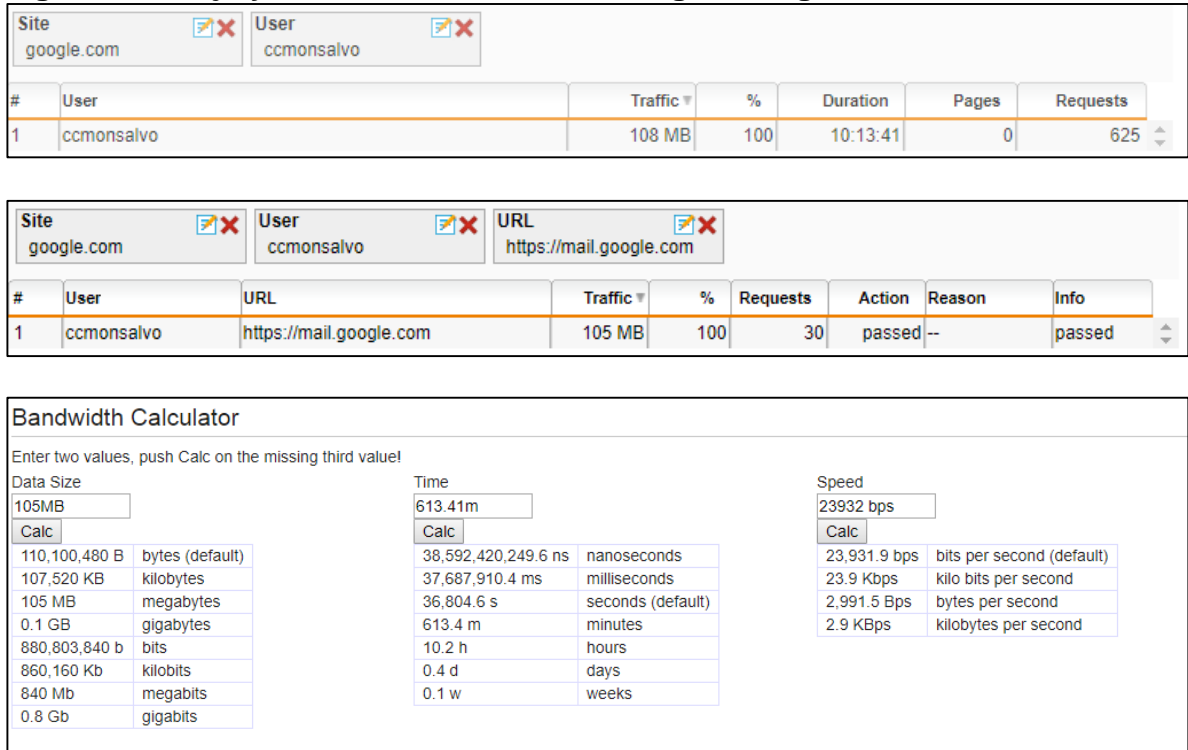 Site User
google.com ccmonsalvo
# User Traffic % Duration Pages Requests
1 ccmonsalvo 108 MB 100 10:13:41 0 625
Site User URL
google.com ccmonsalvo https://mail.google.com
# User URL Traffic % Requests Action Reason Info
1 ccmonsalvo https://mail.google.com 105 MB 100 30 passed -- passed
Bandwidth Calculator
Enter two values, push Calc on the missing third value!
Data Size Time Speed
105MB 613.41m 23932 bps
Calc Calc Calc
110,100,480 B bytes (default) 38,592,420,249.6 ns nanoseconds 23,931.9 bps bits per second (default)
107,520 KB kilobytes 37,687,910.4 ms milliseconds 23.9 Kbps kilo bits per second
105 MB megabytes 36,804.6 s seconds (default) 2,991.5 Bps bytes per second
0.1 GB gigabytes 613.4 m minutes 2.9 KBps kilobytes per second
880,803,840 b bits 10.2 h hours
860,160 Kb kilobits 0.4 d days
840 Mb megabits 0.1 w weeks
0.8 Gb gigabits